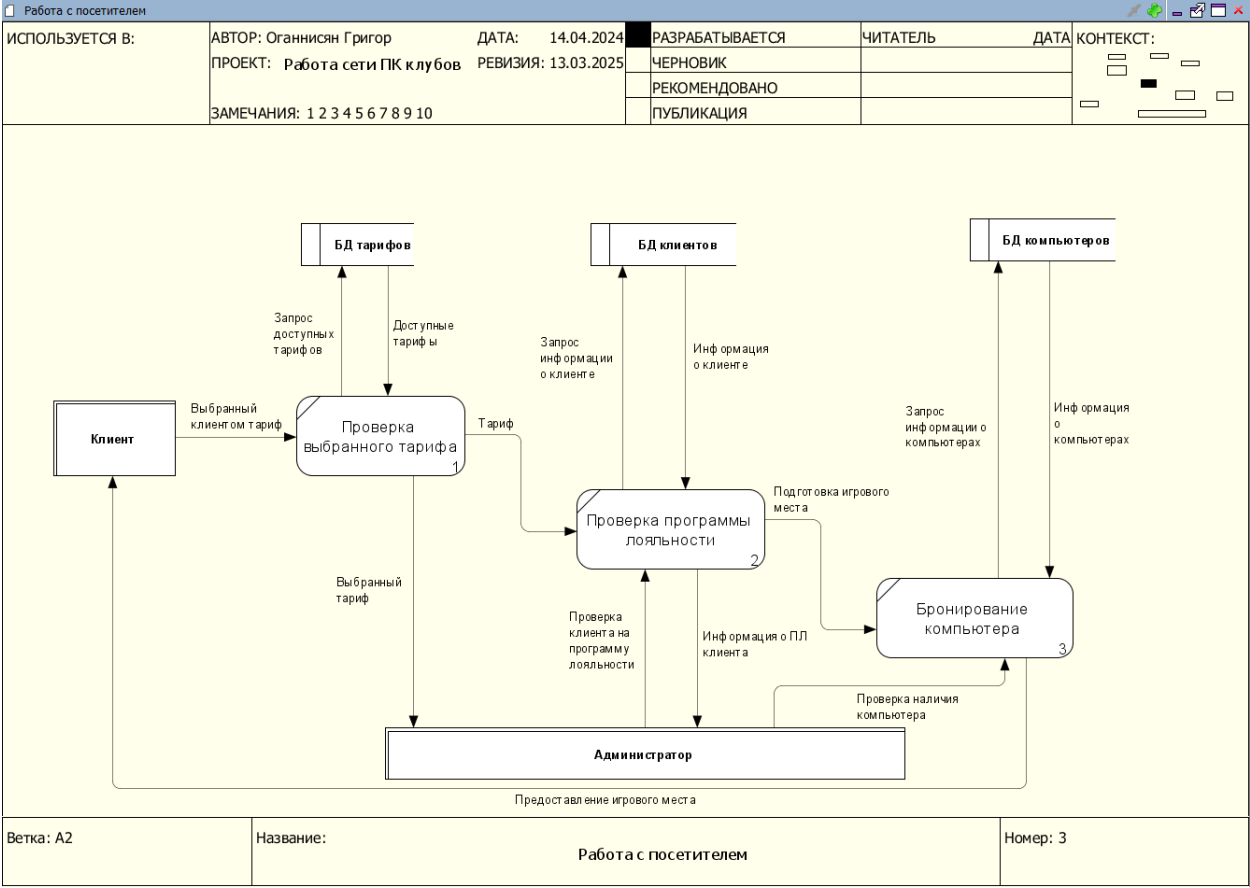 Работа с посетителем
ИСПОЛЬЗУЕТСЯ В:
АВТОР: Оганнисян Григор
ДАТА: 14.04.2024
ПРОЕКТ: Работа сети ПК клубов
РЕВИЗИЯ: 13.03.2025
ЗАМЕЧАНИЯ: 1 2 3 4 5 6 7 8 9 10
РАЗРАБАТЫВАЕТСЯ
ЧЕРНОВИК
РЕКОМЕНДОВАНО
ПУБЛИКАЦИЯ
ЧИТАТЕЛЬ
ДАТА
КОНТЕКСТ:
БД тарифов
БД клиентов
БД компьютеров
Запрос
доступных
тарифов
Доступные
тарифы
Запрос
информации
о клиенте
Информация
о клиенте
Запрос
информации о
компьютерах
Информация
о
компьютерах
Клиент
Выбранный
клиентом тариф
Проверка
выбранного тарифа
1
Тариф
Проверка программы
лояльности
2
Подготовка игрового
места
Бронирование
компьютера
3
Выбранный
тариф
Проверка
клиента на
программу
лояльности
Информация о ПЛ
клиента
Проверка наличия
компьютера
Администратор
Предоставление игрового места
Ветка: A2
Название:
Работа с посетителем
Номер: 3